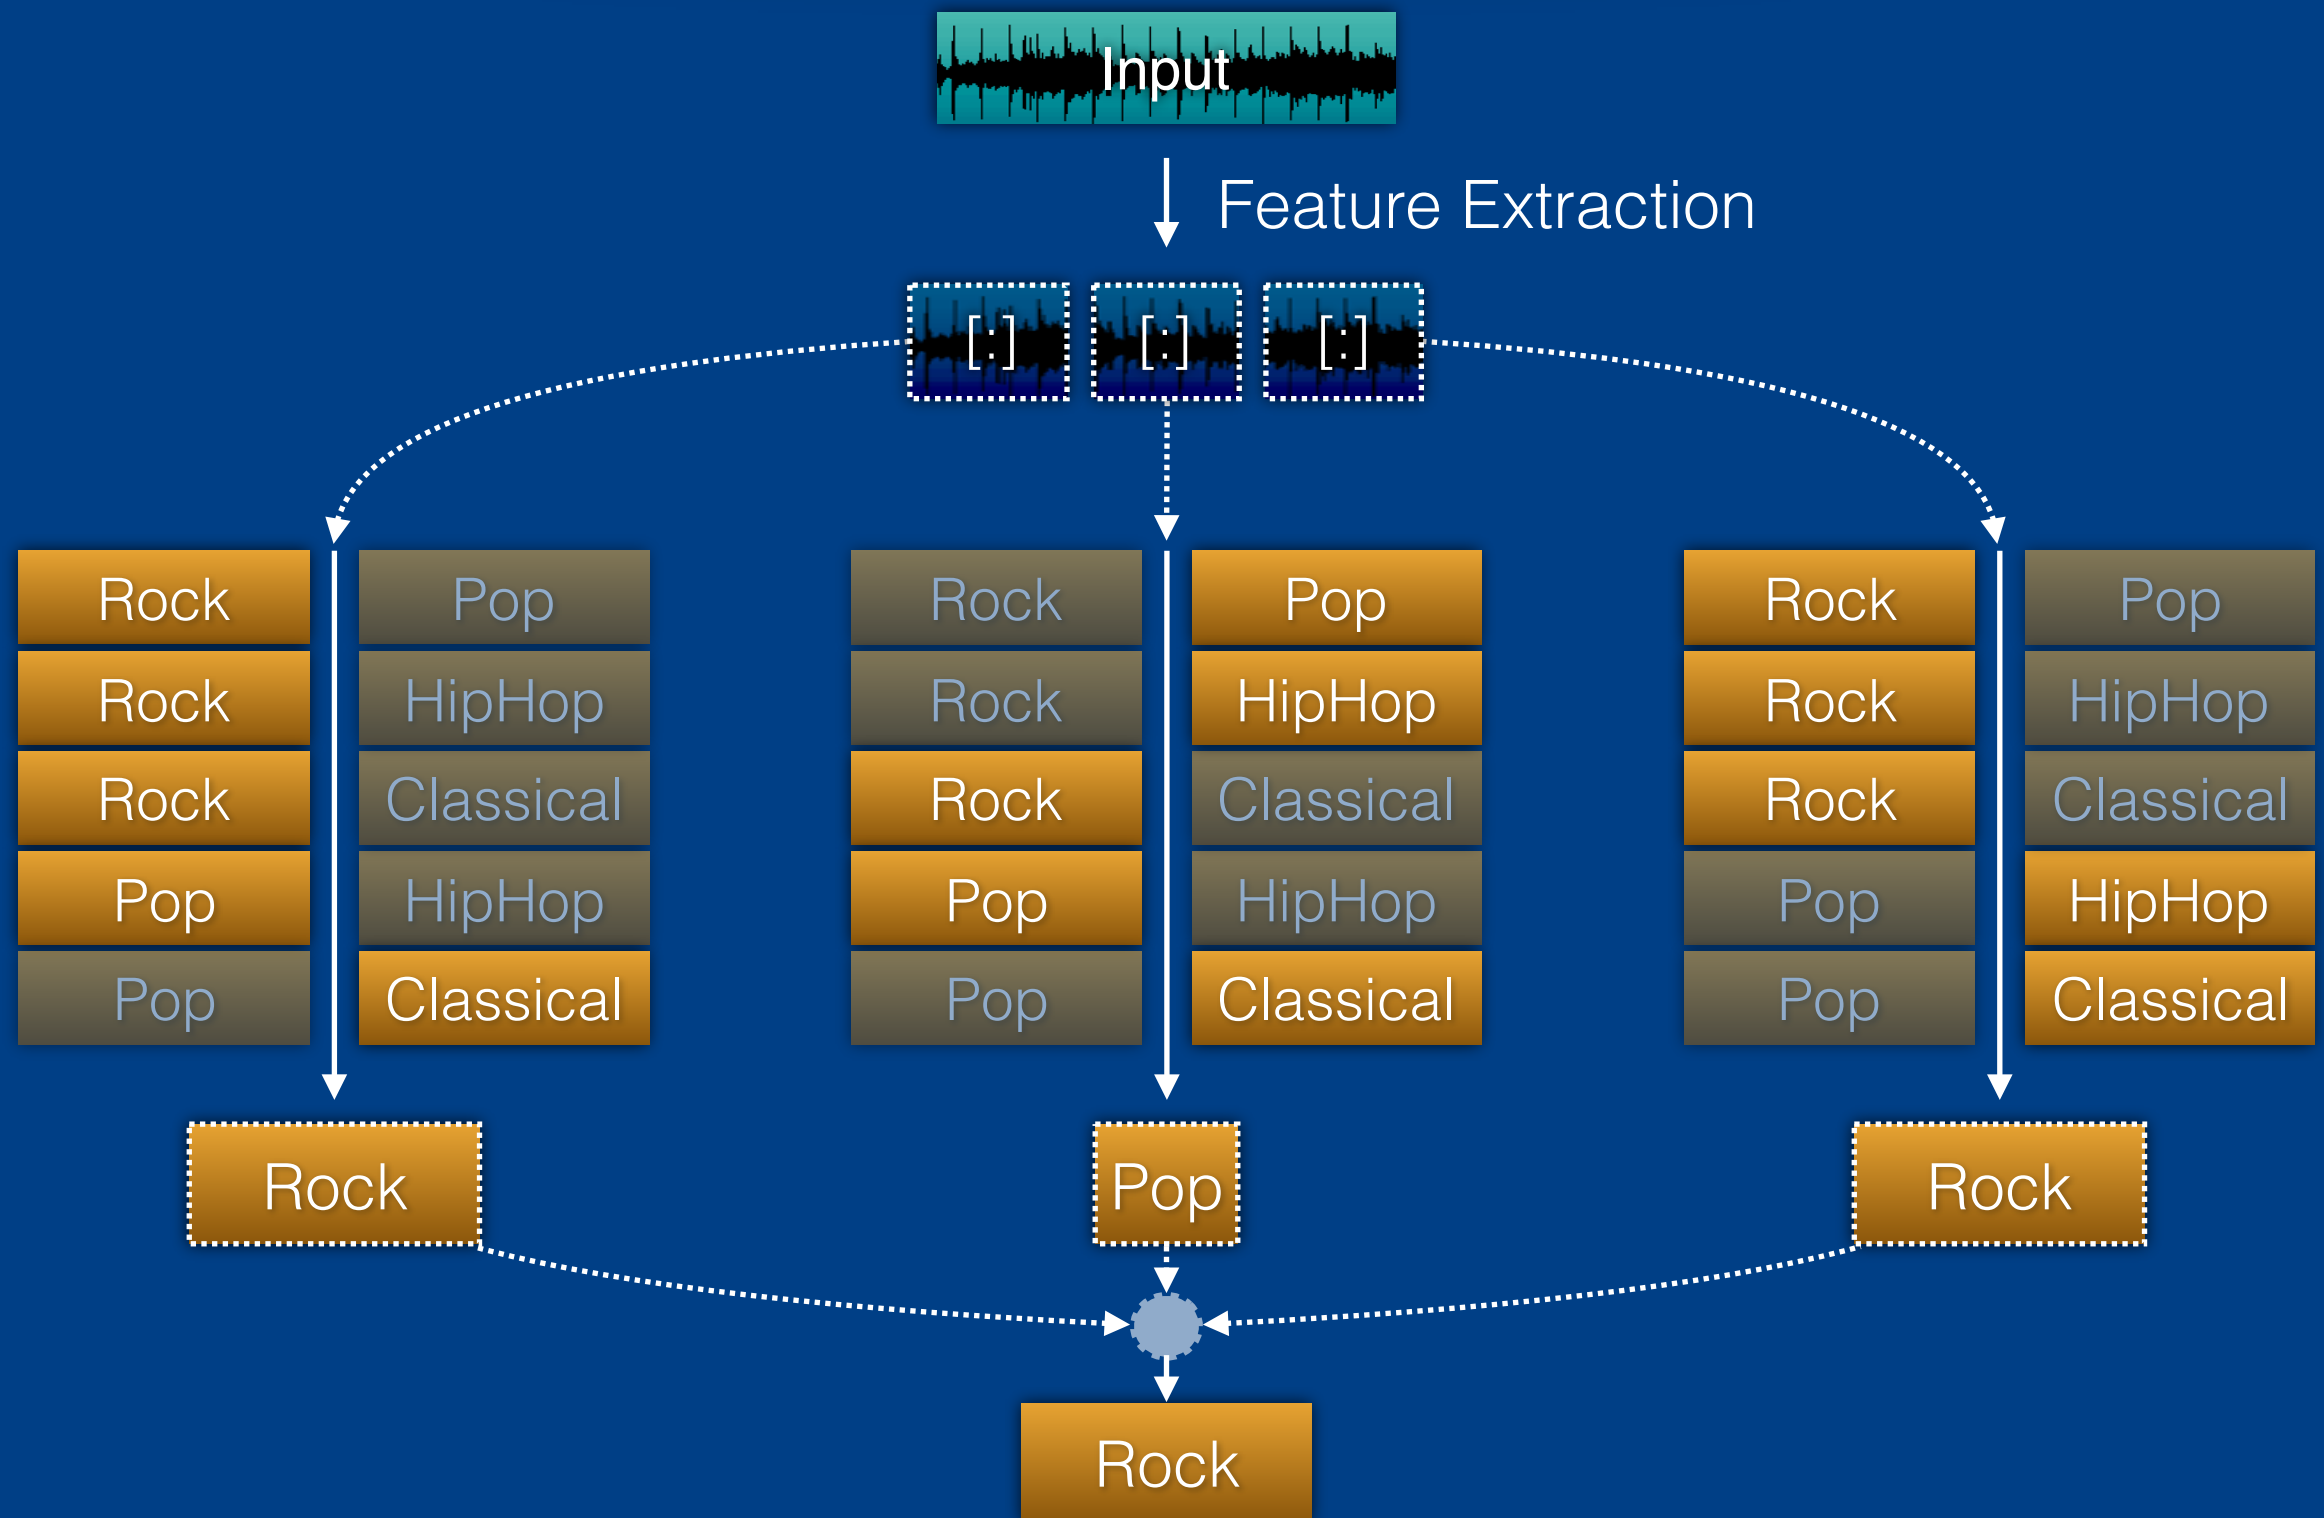 Input
Feature Extraction
[:] [:] [:]
Rock Pop Rock Pop Rock Pop
Rock HipHop Rock HipHop Rock HipHop
Rock Classical Rock Classical Rock Classical
Pop HipHop Pop HipHop Pop HipHop
Pop Classical Pop Classical Pop Classical
Rock Pop Rock
Rock